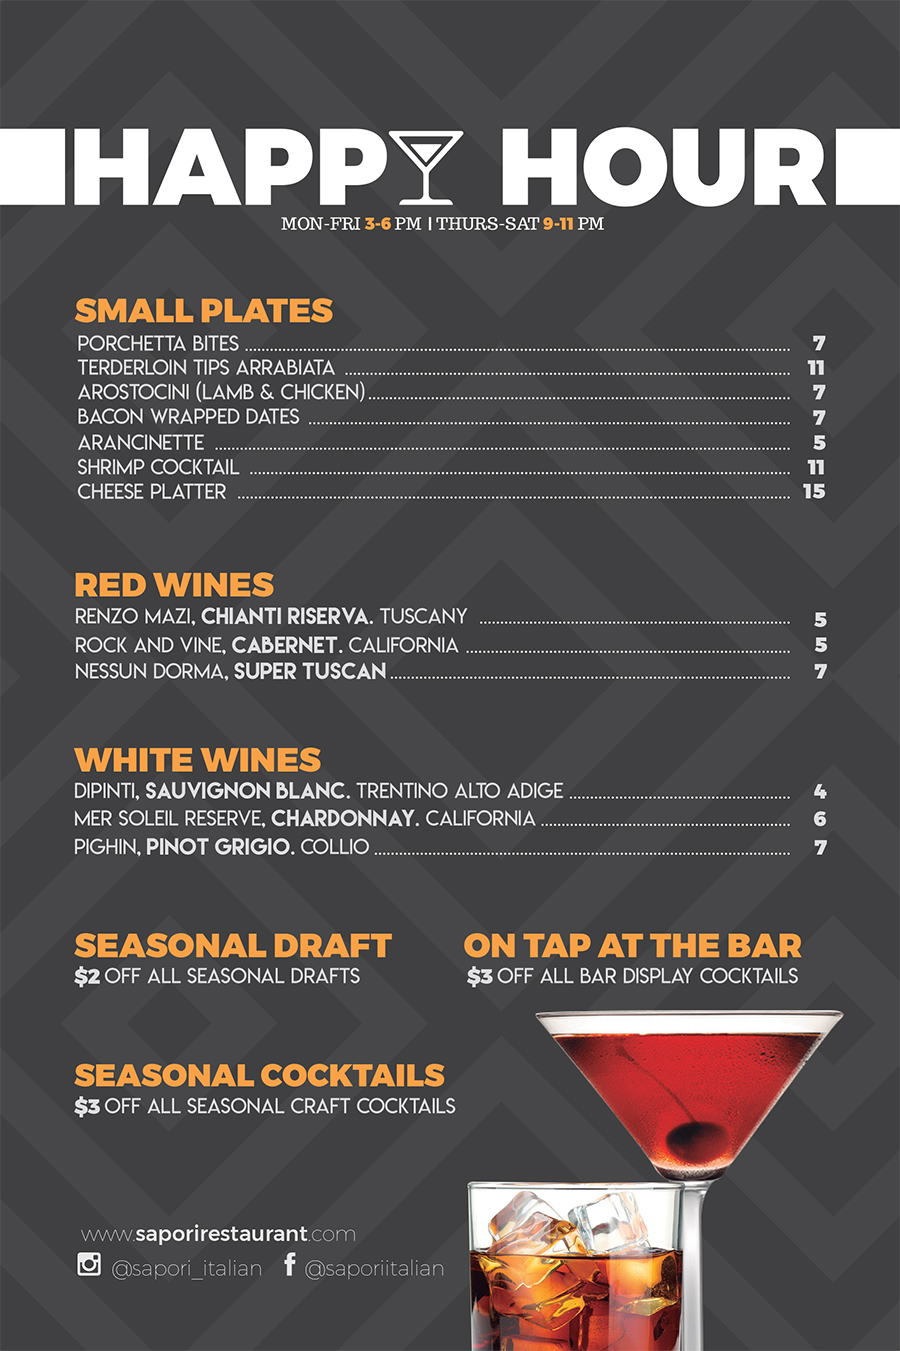 HAPPY HOUR
MON-FRI 3-6 PM | THURS-SAT 9-11 PM
SMALL PLATES
PORCHETTA BITES 7
TERDERLOIN TIPS ARRABIATA 11
AROSTOCINI (LAMB & CHICKEN) 7
BACON WRAPPED DATES 7
ARANCINETTE 5
SHRIMP COCKTAIL 11
CHEESE PLATTER 15
RED WINES
RENZO MAZI, CHIANTI RISERVA. TUSCANY 5
ROCK AND VINE, CABERNET. CALIFORNIA 5
NESSUN DORMA, SUPER TUSCAN 7
WHITE WINES
DIPINTI, SAUVIGNON BLANC. TRENTINO ALTO ADIGE 4
MER SOLEIL RESERVE, CHARDONNAY. CALIFORNIA 6
PIGHIN, PINOT GRIGIO. COLLIO 7
SEASONAL DRAFT
$2 OFF ALL SEASONAL DRAFTS
ON TAP AT THE BAR
$3 OFF ALL BAR DISPLAY COCKTAILS
SEASONAL COCKTAILS
$3 OFF ALL SEASONAL CRAFT COCKTAILS
www.saporirestaurant.com
@sapori_italian f @saporiitalian